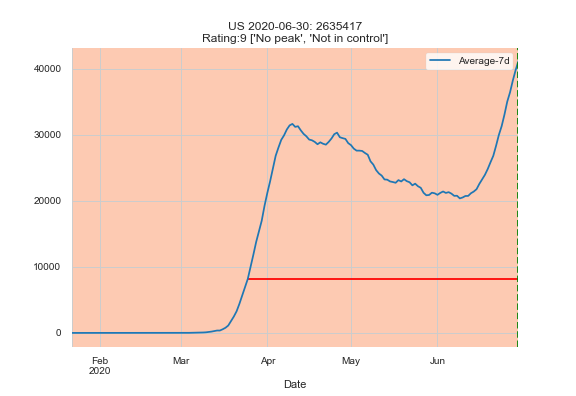 US 2020-06-30: 2635417
Rating:9 ['No peak', 'Not in control']
Average-7d
40000
30000
20000
10000
0
Feb
2020
Mar
Apr
May
Jun
Date